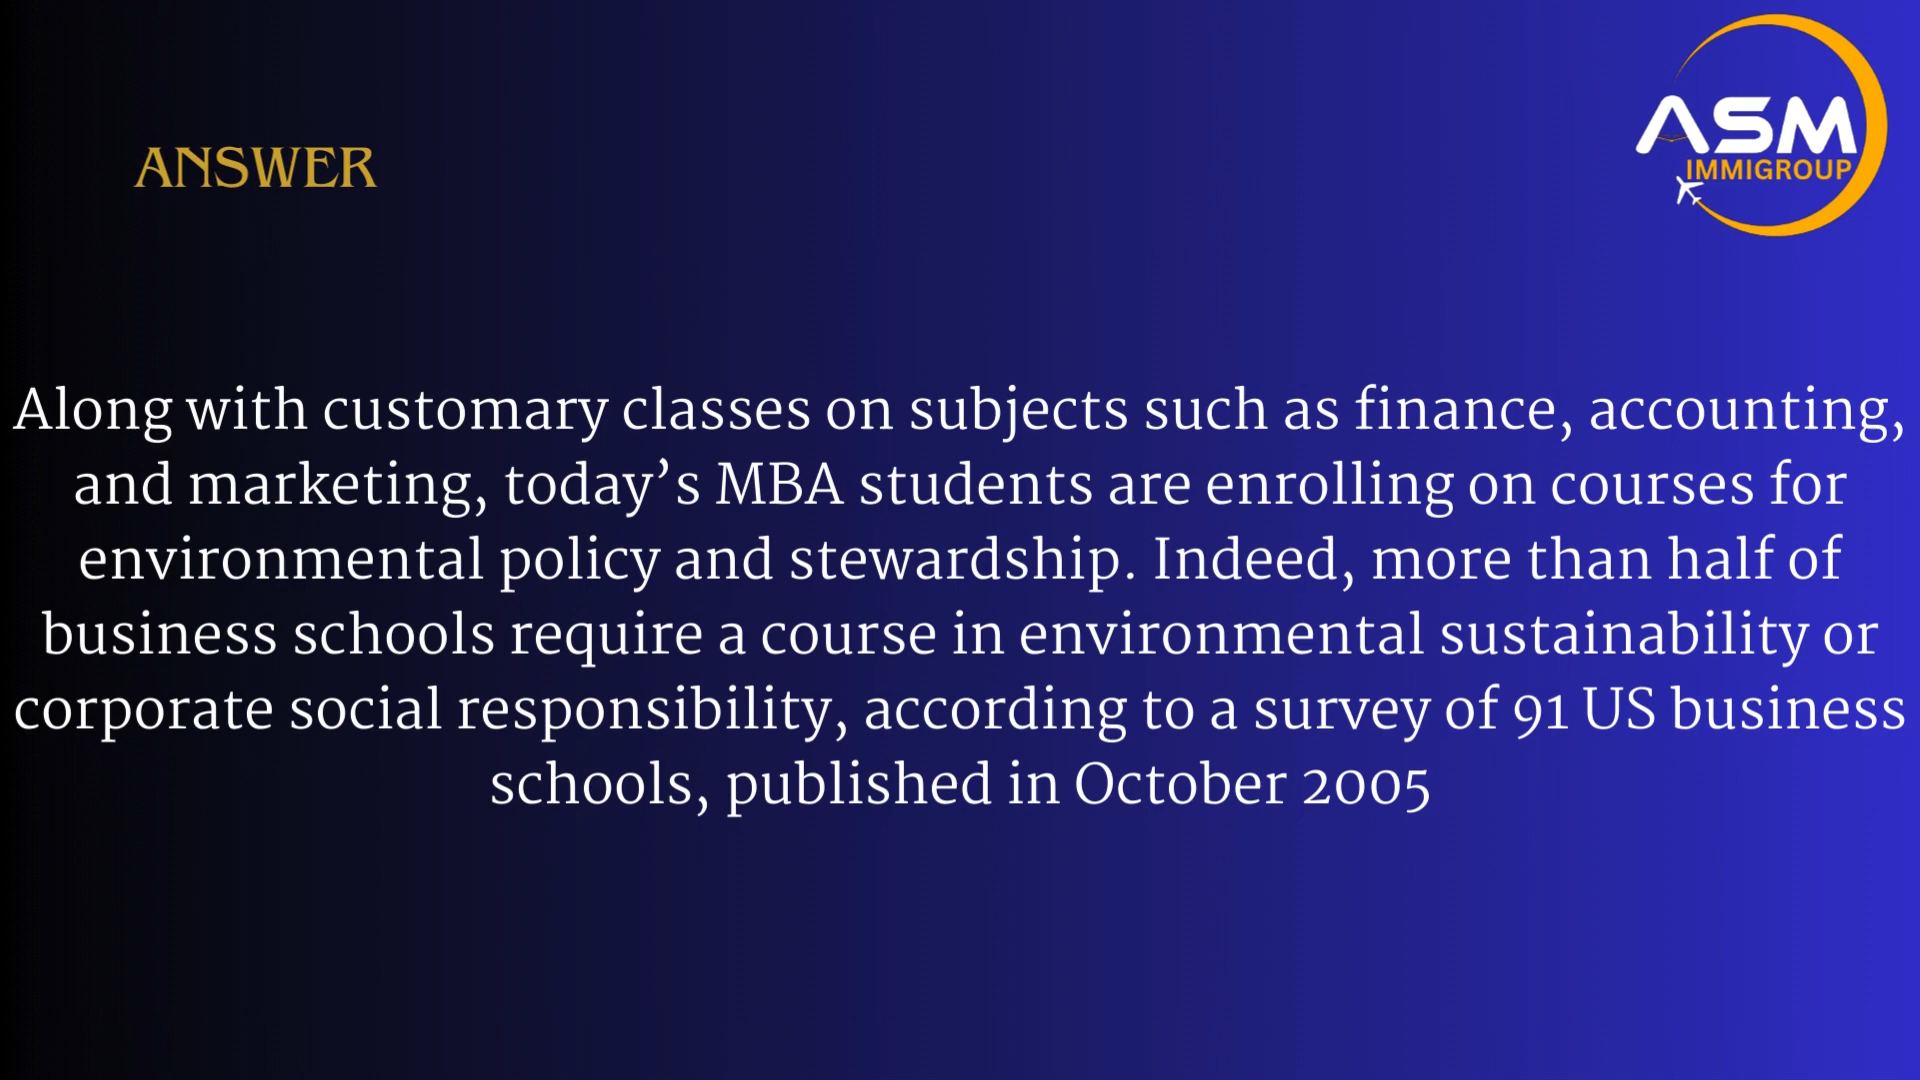 ASM
IMMIGROUP
ANSWER
Along with customary classes on subjects such as finance, accounting,
and marketing, today’s MBA students are enrolling on courses for
environmental policy and stewardship. Indeed, more than half of
business schools require a course in environmental sustainability or
corporate social responsibility, according to a survey of 91 US business
schools, published in October 2005